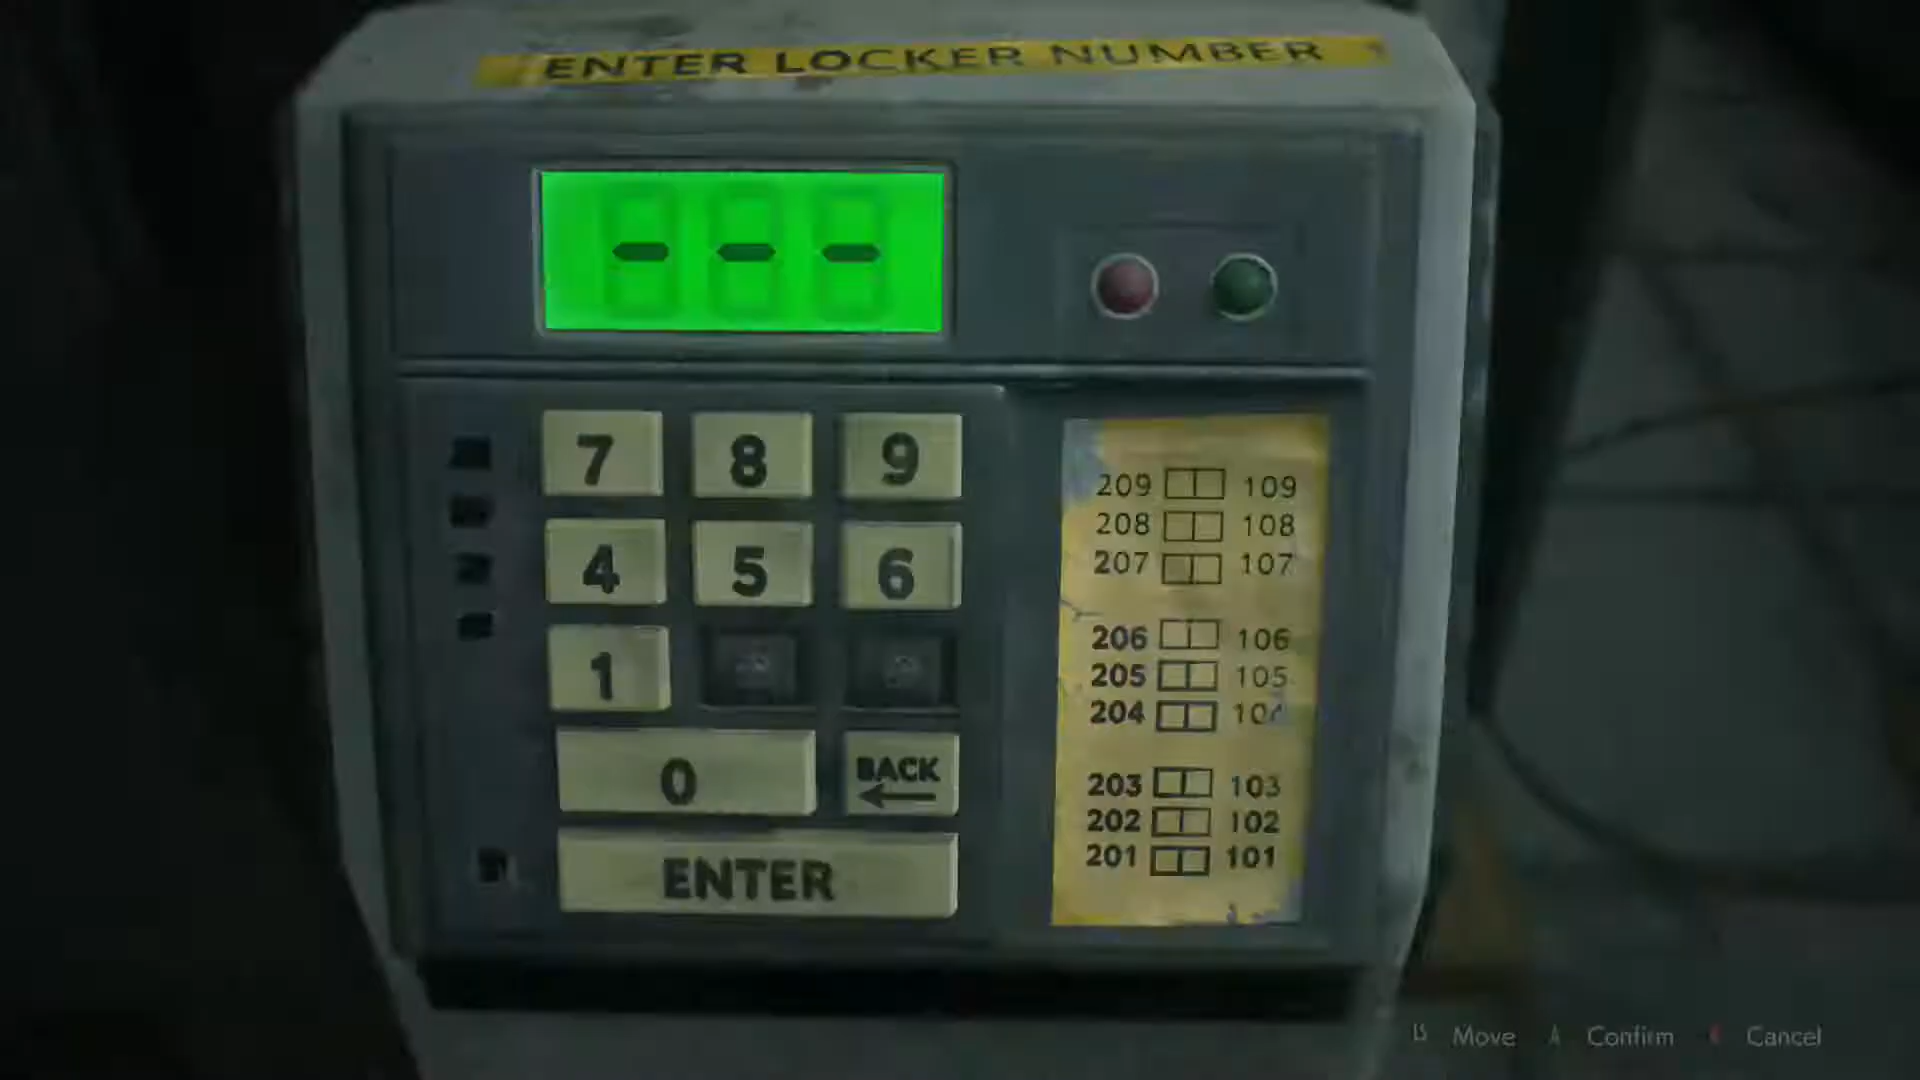 ENTER LOCKER NUMBER
7 8 9
4 5 6
1
0 BACK
ENTER
209 109
208 108
207 107
206 106
205 105
204
203 103
202 102
201 101
Move Confirm Cancel